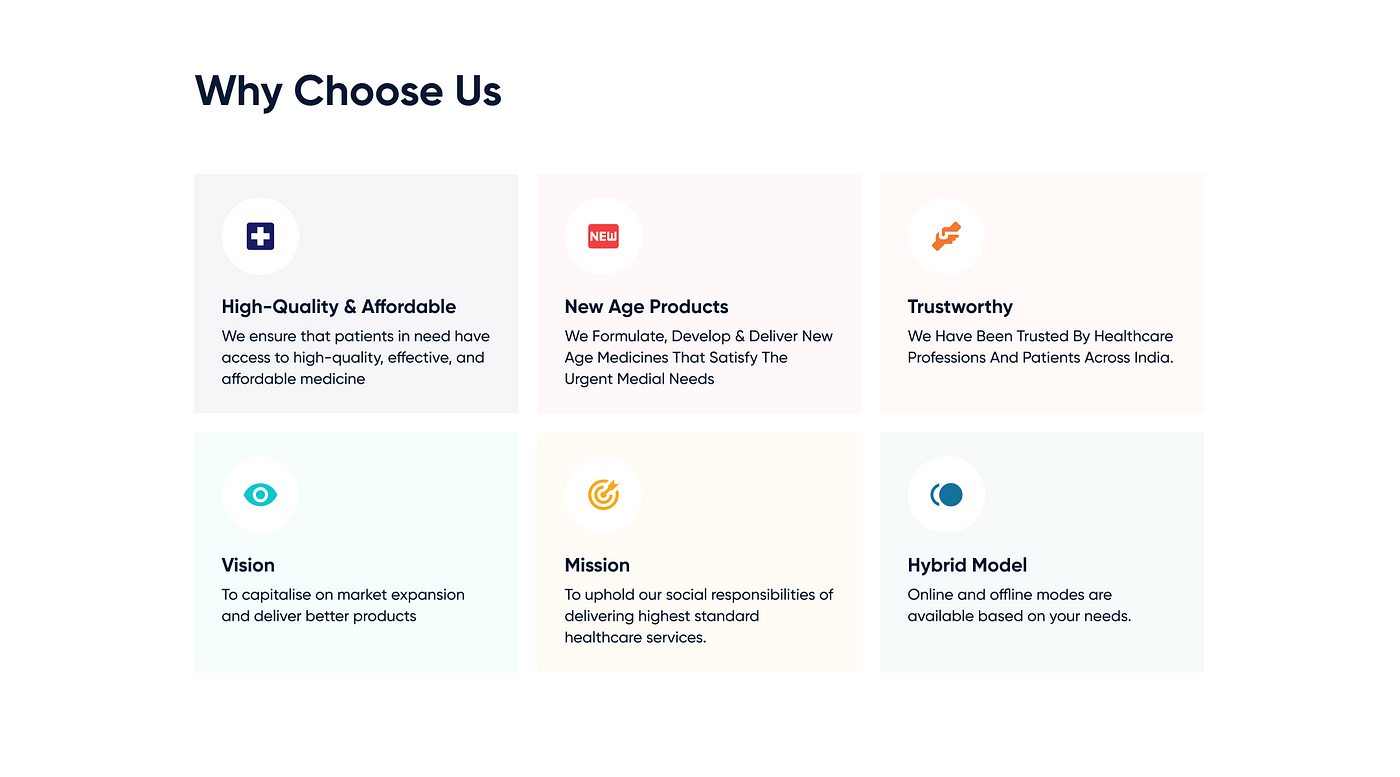 Why Choose Us
High-Quality & Affordable
We ensure that patients in need have
access to high-quality, effective, and
affordable medicine
NEW
New Age Products
We Formulate, Develop & Deliver New
Age Medicines That Satisfy The
Urgent Medial Needs
Trustworthy
We Have Been Trusted By Healthcare
Professions And Patients Across India.
Vision
To capitalise on market expansion
and deliver better products
Mission
To uphold our social responsibilities of
delivering highest standard
healthcare services.
Hybrid Model
Online and offline modes are
available based on your needs.